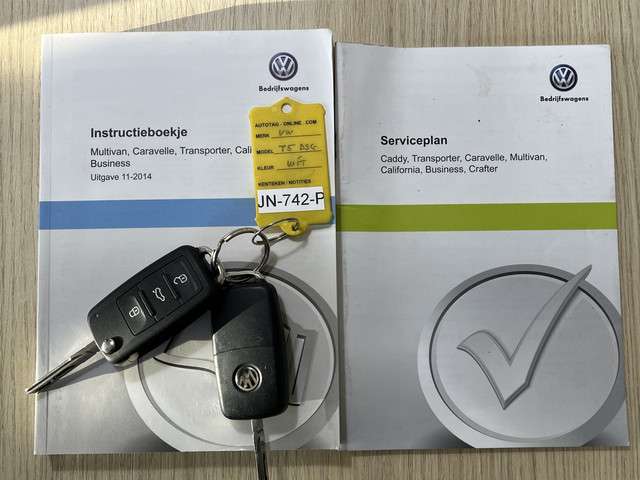 Bedrijfswagens
Instructieboekje
Multivan, Caravelle, Transporter, Cali
Business
Uitgave 11-2014
AUTOTAG-ONLINE.COM
MERK VW
MODEL T5 DSG
KLEUR WIT
KENTEKEN / NOTITIES
JN-742-P
Bedrijfswagens
Serviceplan
Caddy, Transporter, Caravelle, Multivan,
California, Business, Crafter